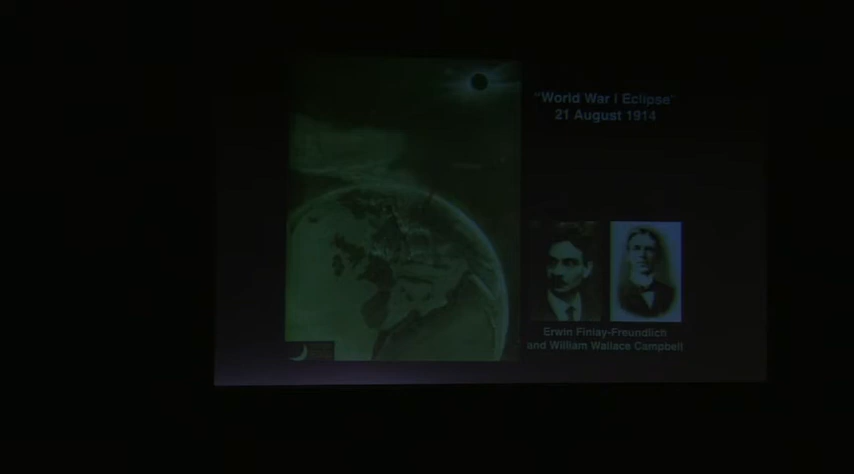 "World War I Eclipse"
21 August 1914
Erwin Finlay-Freundlich
and William Wallace Campbell